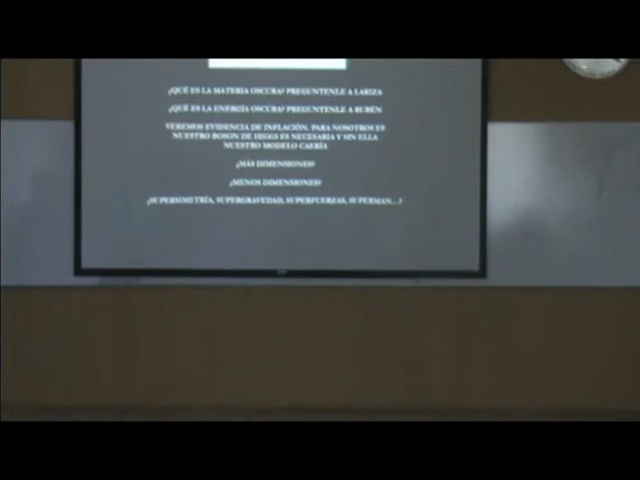 ¿QUÉ ES LA MATERIA OSCURA? PREGUNTENLE A LARIZA
¿QUÉ ES LA ENERGÍA OSCURA? PREGUNTENLE A RUBÉN
VEREMOS EVIDENCIA DE INFLACIÓN. PARA NOSOTROS ES
NUESTRO BOSON DE HIGGS ES NECESARIA Y SIN ELLA
NUESTRO MODELO CAERÍA
¿MÁS DIMENSIONES?
¿MENOS DIMENSIONES?
¿SUPERSIMETRÍA, SUPERGRAVEDAD, SUPERFUERZAS, SUPERMAN...?